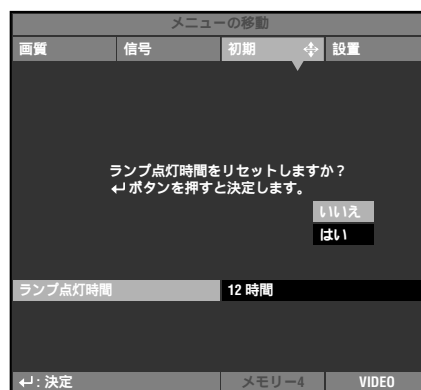 メニューの移動
画質 信号 初期 設置
ランプ点灯時間をリセットしますか？
↵ボタンを押すと決定します。
いいえ
はい
ランプ点灯時間 12 時間
↵: 決定 メモリー4 VIDEO